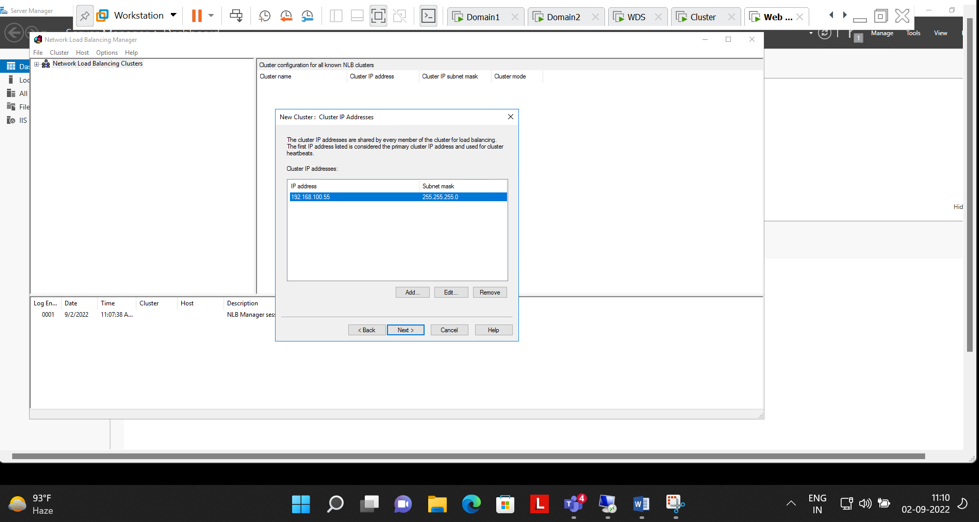 Server Manager
Workstation
Domain1
Domain2
WDS
Cluster
Web ...
Manage
Tools
View
1
Network Load Balancing Manager
File Cluster Host Options Help
Network Load Balancing Clusters
Cluster configuration for all known NLB clusters
Cluster name Cluster IP address Cluster IP subnet mask Cluster mode
Da
Loc
All
File
IIS
New Cluster: Cluster IP Addresses
The cluster IP addresses are shared by every member of the cluster for load balancing.
The first IP address listed is considered the primary cluster IP address and used for cluster
heartbeats.
Cluster IP addresses:
IP address Subnet mask
192.168.100.55 255.255.255.0
Add... Edit... Remove
< Back Next > Cancel Help
Hid
Log En... Date Time Cluster Host Description
0001 9/2/2022 11:07:38 A... NLB Manager ses
93°F
Haze
L
4
ENG
IN
11:10
02-09-2022